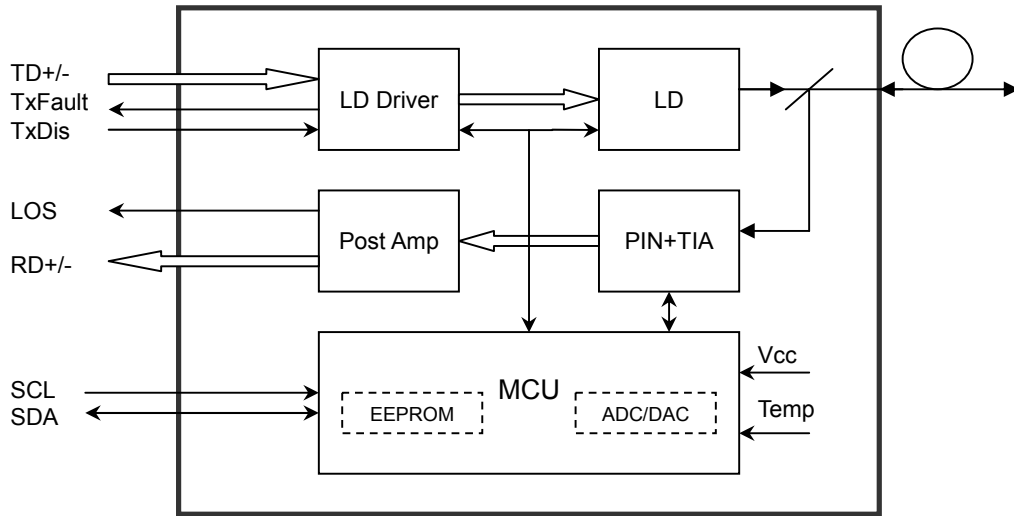 TD+/-
TxFault
TxDis
LD Driver
LD
LOS
RD+/-
Post Amp
PIN+TIA
SCL
SDA
MCU
EEPROM
ADC/DAC
Vcc
Temp